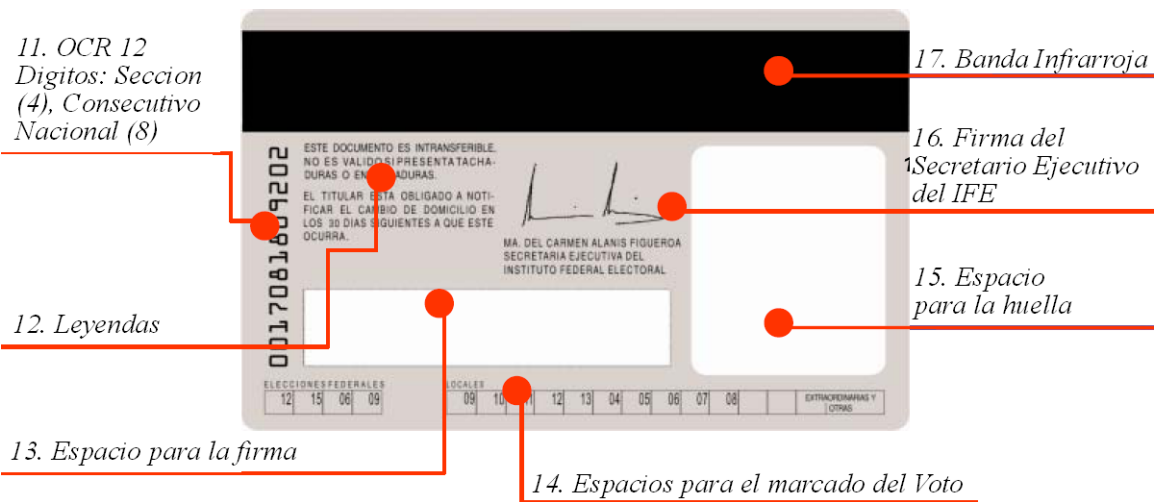 11. OCR 12
Digitos: Seccion
(4), Consecutivo
Nacional (8)
17. Banda Infrarroja
16. Firma del
Secretario Ejecutivo
del IFE
1
15. Espacio
para la huella
12. Leyendas
13. Espacio para la firma
14. Espacios para el marcado del Voto
ESTE DOCUMENTO ES INTRANSFERIBLE,
NO ES VALIDO SI PRESENTA TACHA-
DURAS O
EL TITULAR ESTA OBLIGADO A NOTI-
FICAR EL CAMBIO DE DOMICILIO EN
LOS 30 DIAS SIGUIENTES A QUE ESTE
OCURRA.
MA. DEL CARMEN ALANIS FIGUEROA
SECRETARIA EJECUTIVA DEL
INSTITUTO FEDERAL ELECTORAL
ELECCIONES FEDERALES
12 15 06 09
LOCALES
09 10 11 12 13 04 05 06 07 08
EXTRAORDINARIAS Y
OTRAS